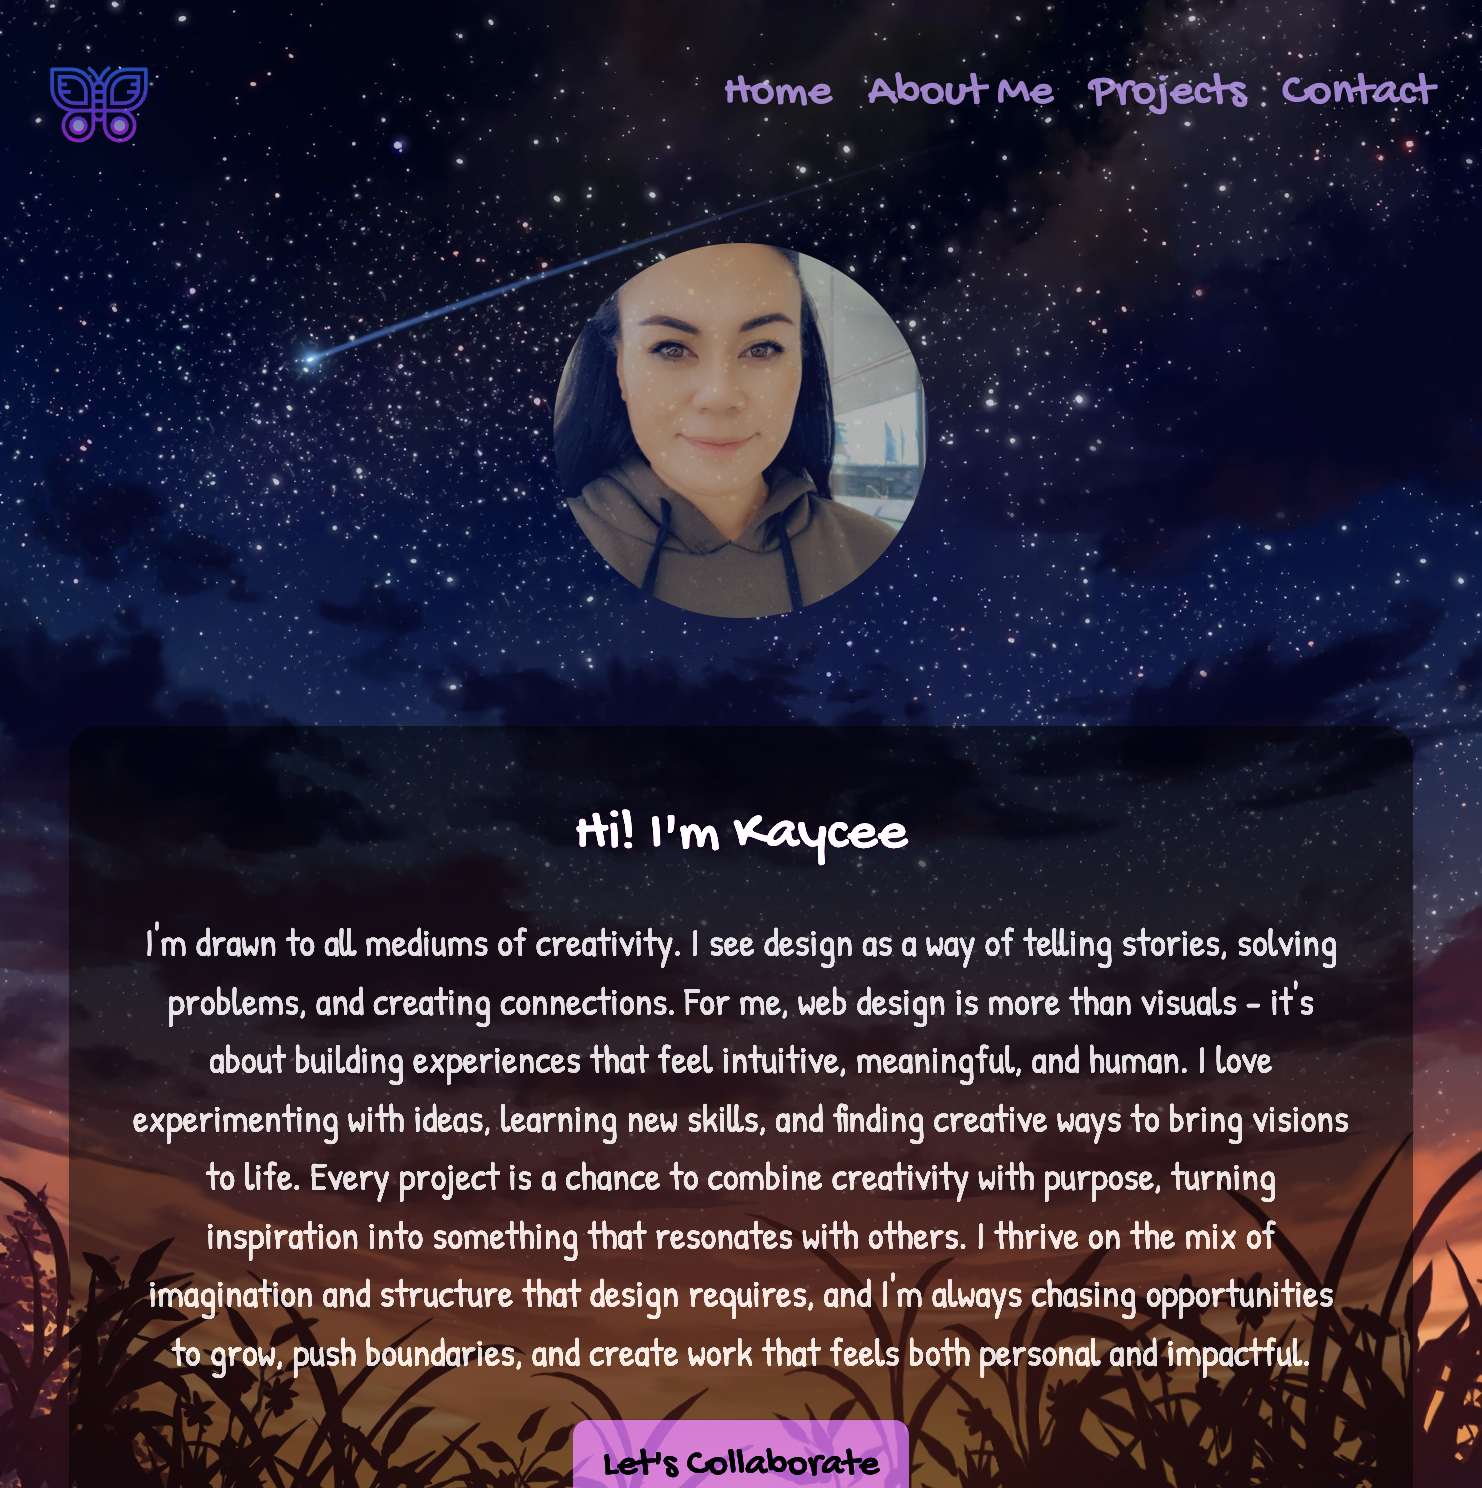 Home About Me Projects Contact
Hi! I'm Kaycee
I'm drawn to all mediums of creativity. I see design as a way of telling stories, solving
problems, and creating connections. For me, web design is more than visuals - it's
about building experiences that feel intuitive, meaningful, and human. I love
experimenting with ideas, learning new skills, and finding creative ways to bring visions
to life. Every project is a chance to combine creativity with purpose, turning
inspiration into something that resonates with others. I thrive on the mix of
imagination and structure that design requires, and I'm always chasing opportunities
to grow, push boundaries, and create work that feels both personal and impactful.
Let's Collaborate